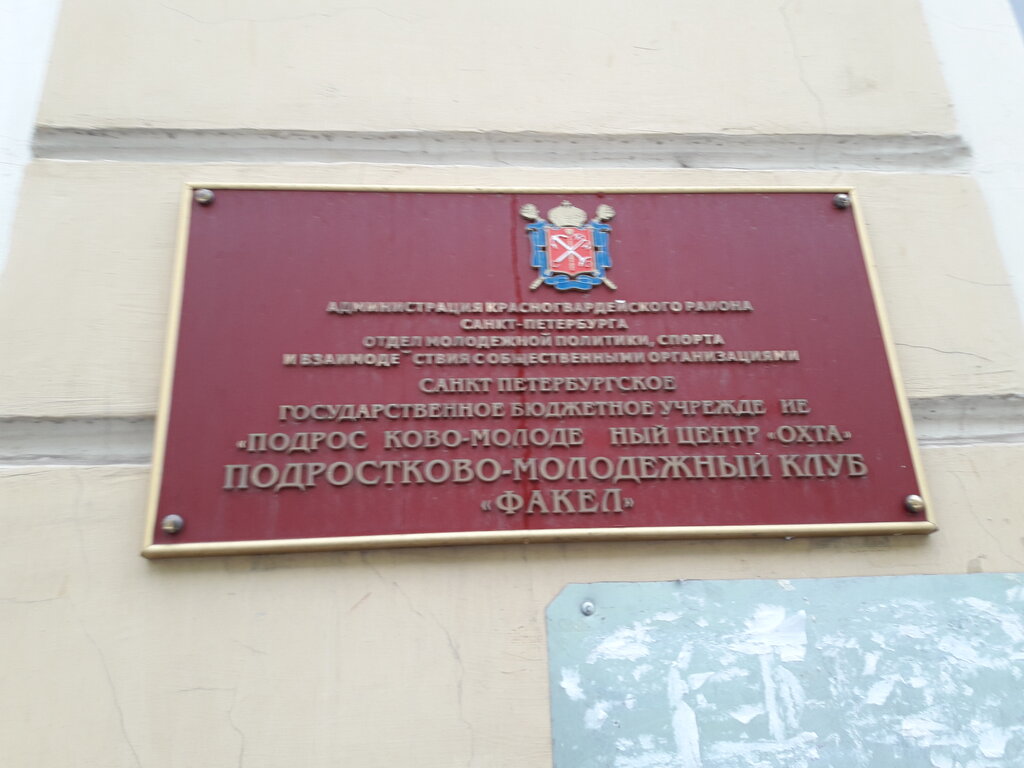 АДМИНИСТРАЦИЯ КРАСНОГВАРДЕЙСКОГО РАИОНА
САНКТ-ПЕТЕРБУРГА
ОТДЕЛ МОЛОДЕЖНОЙ ПОЛИТИКИ, СПОРТА
И ВЗАИМОДЕ ̆СТВИЯ С ОБЩЕСТВЕННЫМИ ОРГАНИЗАЦИЯМИ
САНКТ ПЕТЕРБУРГСКОЕ
ГОСУДАРСТВЕННОЕ БЮДЖЕТНОЕ УЧРЕЖДЕ ИЕ
«ПОДРОС КОВО-МОЛОДЕ НЫЙ ЦЕНТР «ОХТА»
ПОДРОСТКОВО-МОЛОДЕЖНЫЙ КЛУБ
«ФАКЕЛ»